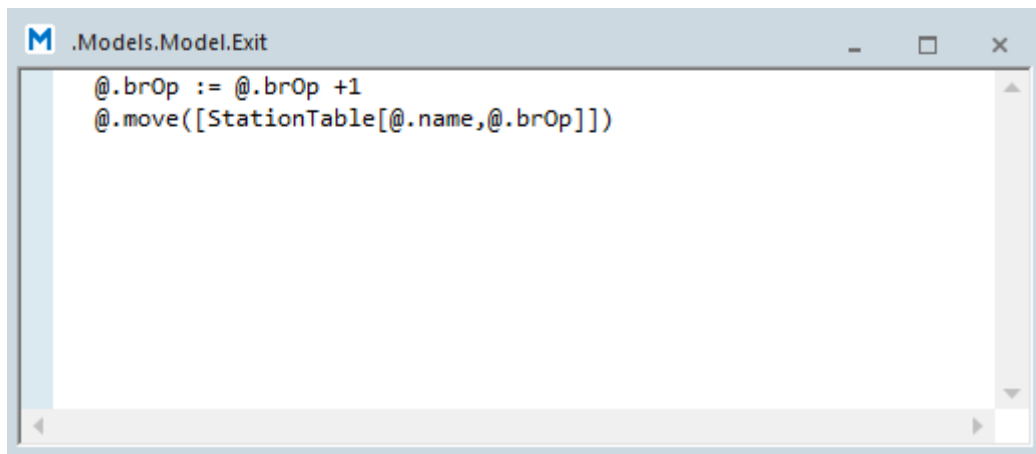 M .Models.Model.Exit
@.brOp := @.brOp +1
@.move([StationTable[@.name,@.brOp]])